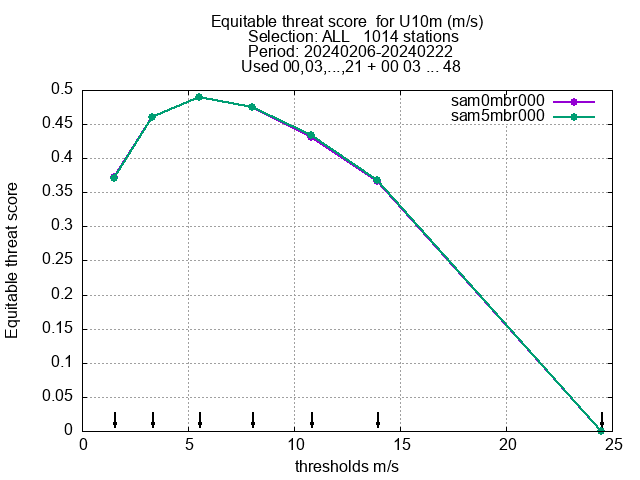 Equitable threat score  for U10m (m/s)
Selection: ALL   1014 stations
Period: 20240206-20240222
Used 00,03,...,21 + 00 03 ... 48
sam0mbr000
sam5mbr000
0.5
0.45
0.4
0.35
0.3
0.25
0.2
0.15
0.1
0.05
0
Equitable threat score
0 5 10 15 20 25
thresholds m/s